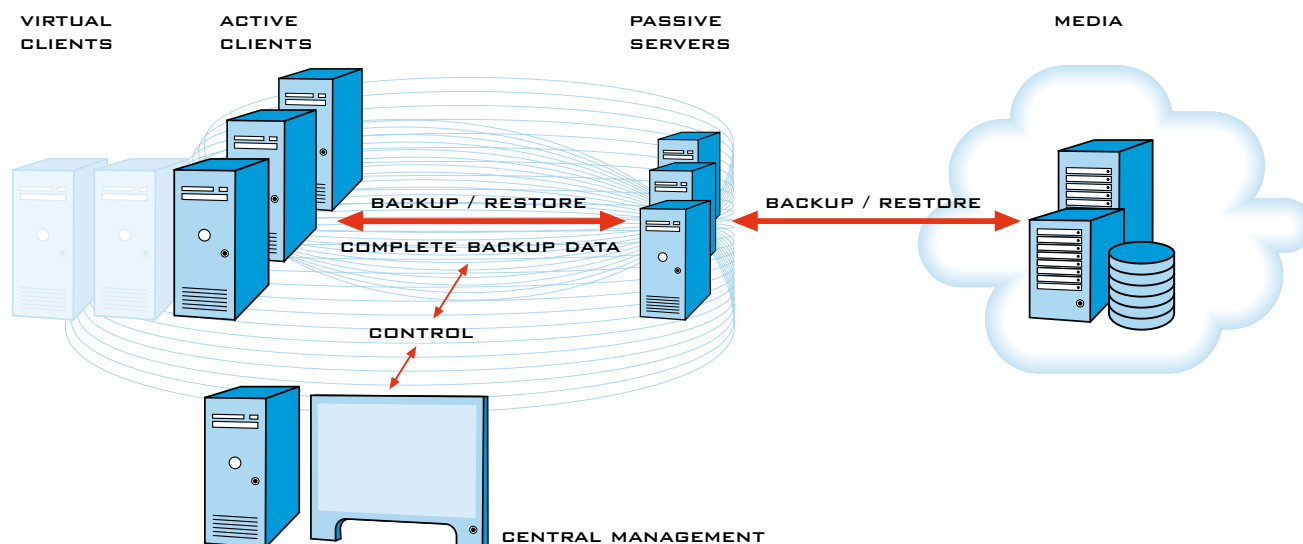 VIRTUAL
CLIENTS
ACTIVE
CLIENTS
PASSIVE
SERVERS
MEDIA
BACKUP / RESTORE
COMPLETE BACKUP DATA
BACKUP / RESTORE
CONTROL
CENTRAL MANAGEMENT